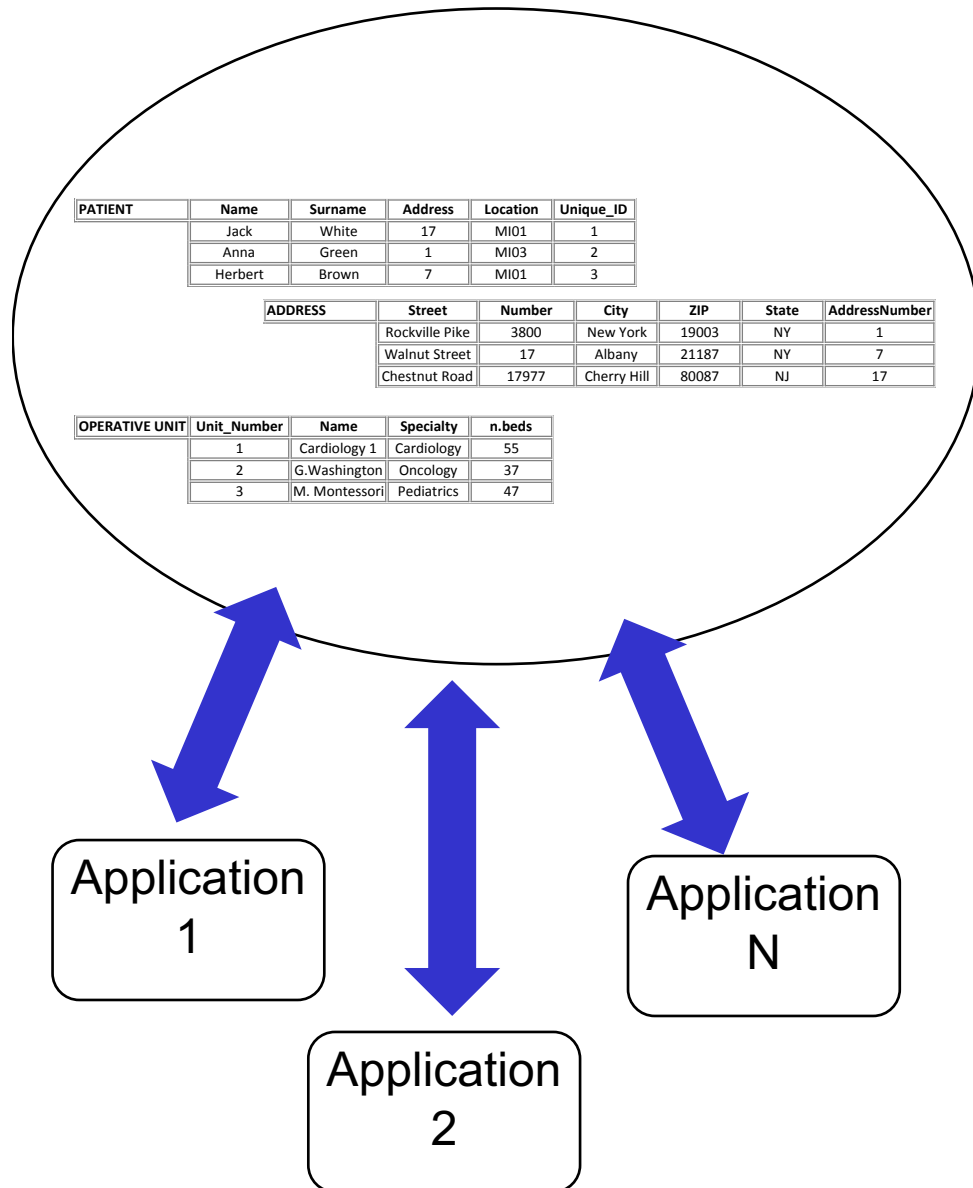 PATIENT Name Surname Address Location Unique_ID
Jack White 17 MI01 1
Anna Green 1 MI03 2
Herbert Brown 7 MI01 3
ADDRESS Street Number City ZIP State AddressNumber
Rockville Pike 3800 New York 19003 NY 1
Walnut Street 17 Albany 21187 NY 7
Chestnut Road 17977 Cherry Hill 80087 NJ 17
OPERATIVE UNIT Unit_Number Name Specialty n.beds
1 Cardiology 1 Cardiology 55
2 G.Washington Oncology 37
3 M. Montessori Pediatrics 47
Application
1
Application
N
Application
2